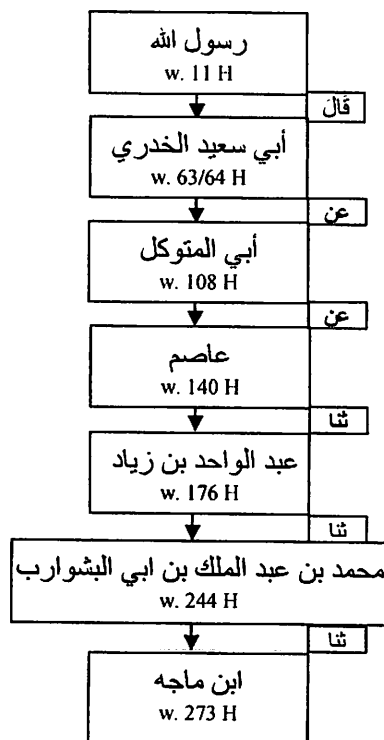 رسول الله
w. 11 H
قَالَ
أبي سعيد الخدري
w. 63/64 H
عن
أبي المتوكل
w. 108 H
عن
عاصم
w. 140 H
ثنا
عبد الواحد بن زياد
w. 176 H
ثنا
محمد بن عبد الملك بن ابي البشوارب
w. 244 H
ثنا
ابن ماجه
w. 273 H